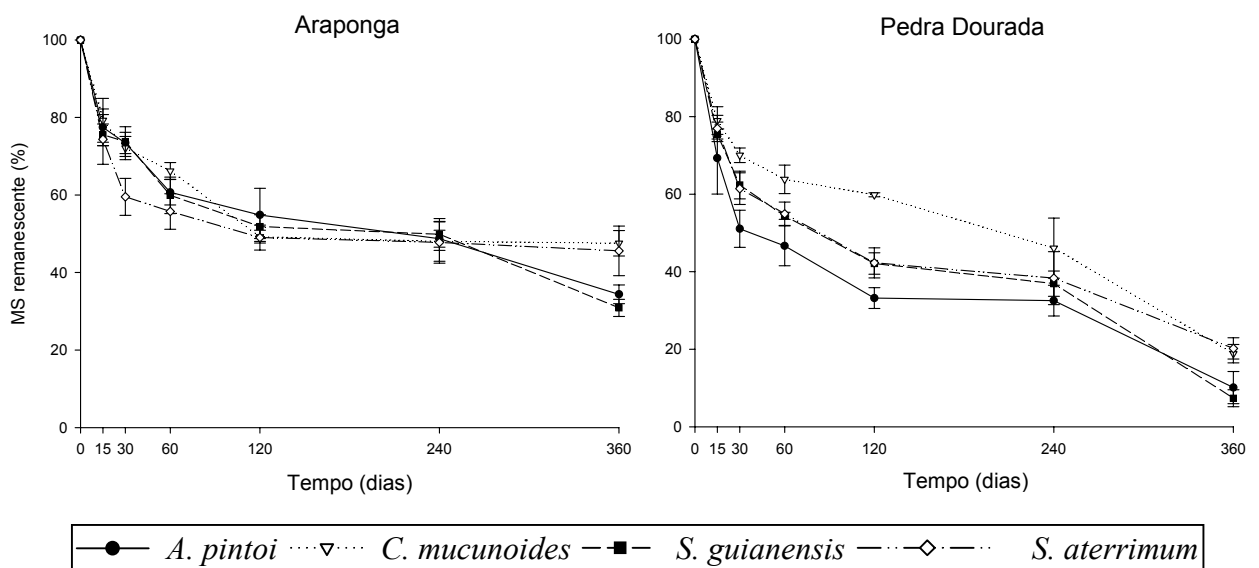 Araponga
Pedra Dourada
MS remanescente (%)
100
80
60
40
20
0
0 15 30 60 120 240 360
Tempo (dias)
100
80
60
40
20
0
0 15 30 60 120 240 360
Tempo (dias)
A. pintoi C. mucunoides S. guianensis S. aterrimum